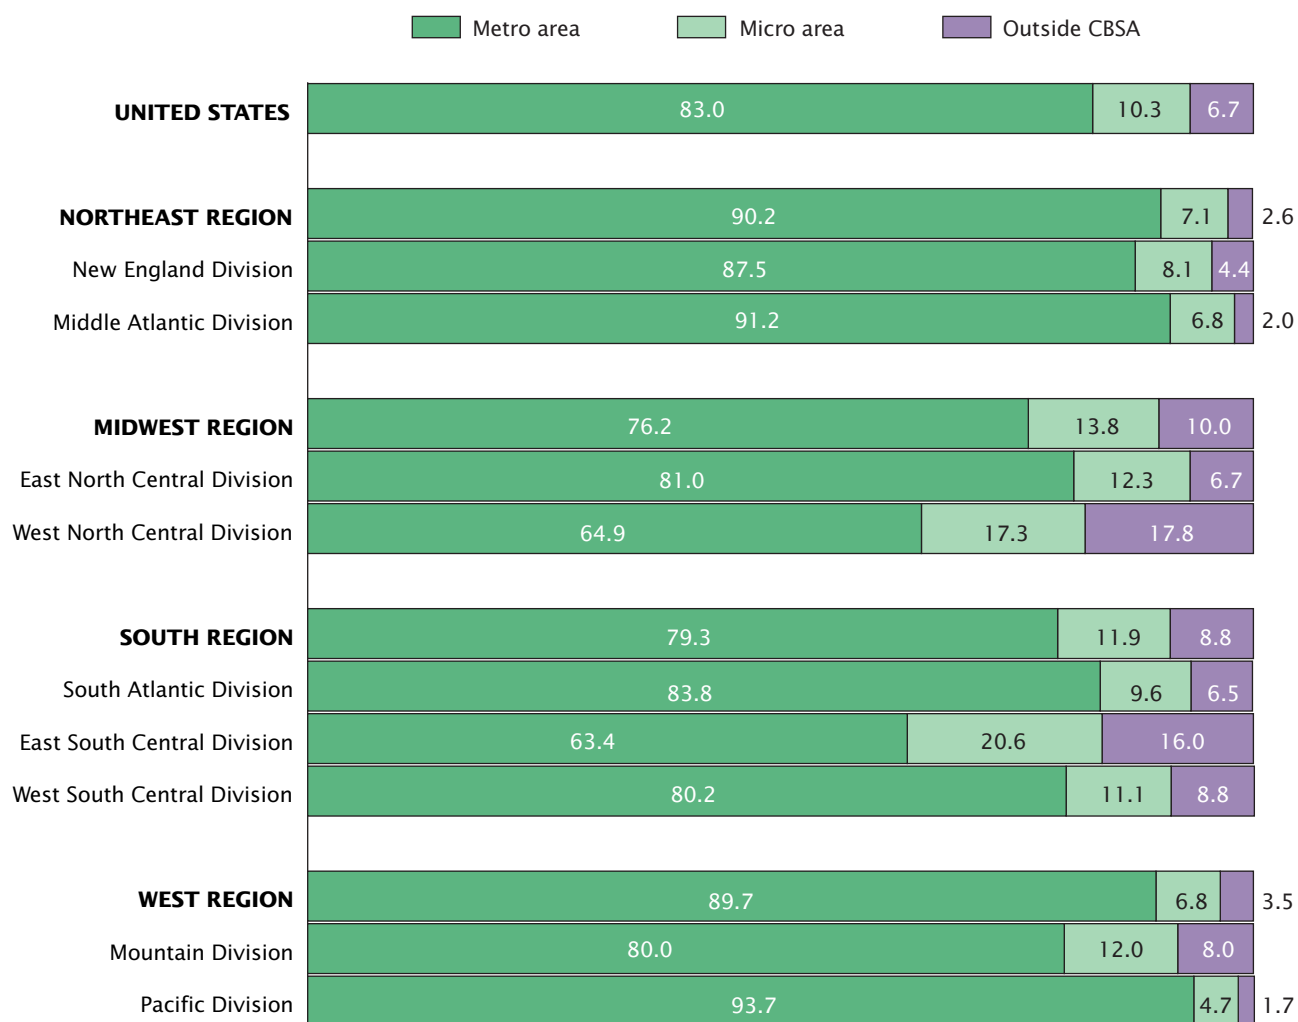 Metro area Micro area Outside CBSA
UNITED STATES 83.0 10.3 6.7
NORTHEAST REGION 90.2 7.1 2.6
New England Division 87.5 8.1 4.4
Middle Atlantic Division 91.2 6.8 2.0
MIDWEST REGION 76.2 13.8 10.0
East North Central Division 81.0 12.3 6.7
West North Central Division 64.9 17.3 17.8
SOUTH REGION 79.3 11.9 8.8
South Atlantic Division 83.8 9.6 6.5
East South Central Division 63.4 20.6 16.0
West South Central Division 80.2 11.1 8.8
WEST REGION 89.7 6.8 3.5
Mountain Division 80.0 12.0 8.0
Pacific Division 93.7 4.7 1.7